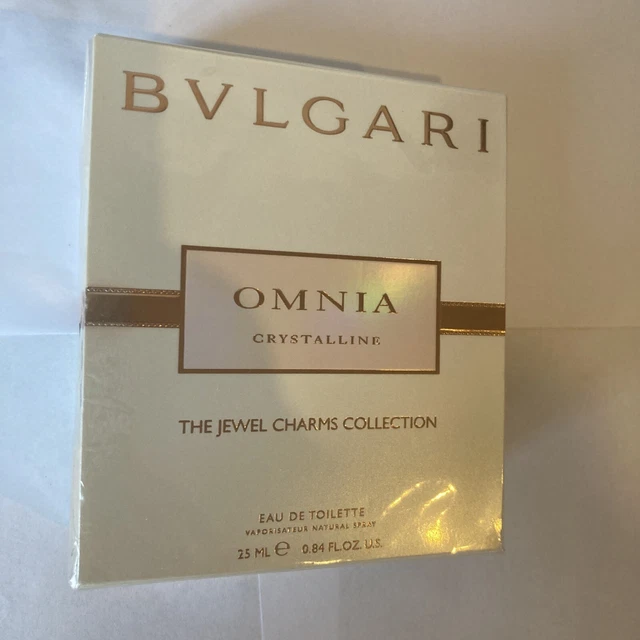 BVLGARI
OMNIA
CRYSTALLINE
THE JEWEL CHARMS COLLECTION
EAU DE TOILETTE
VAPORISATEUR NATURAL SPRAY
25 ML ℮ 0.84 FL.OZ. U.S.